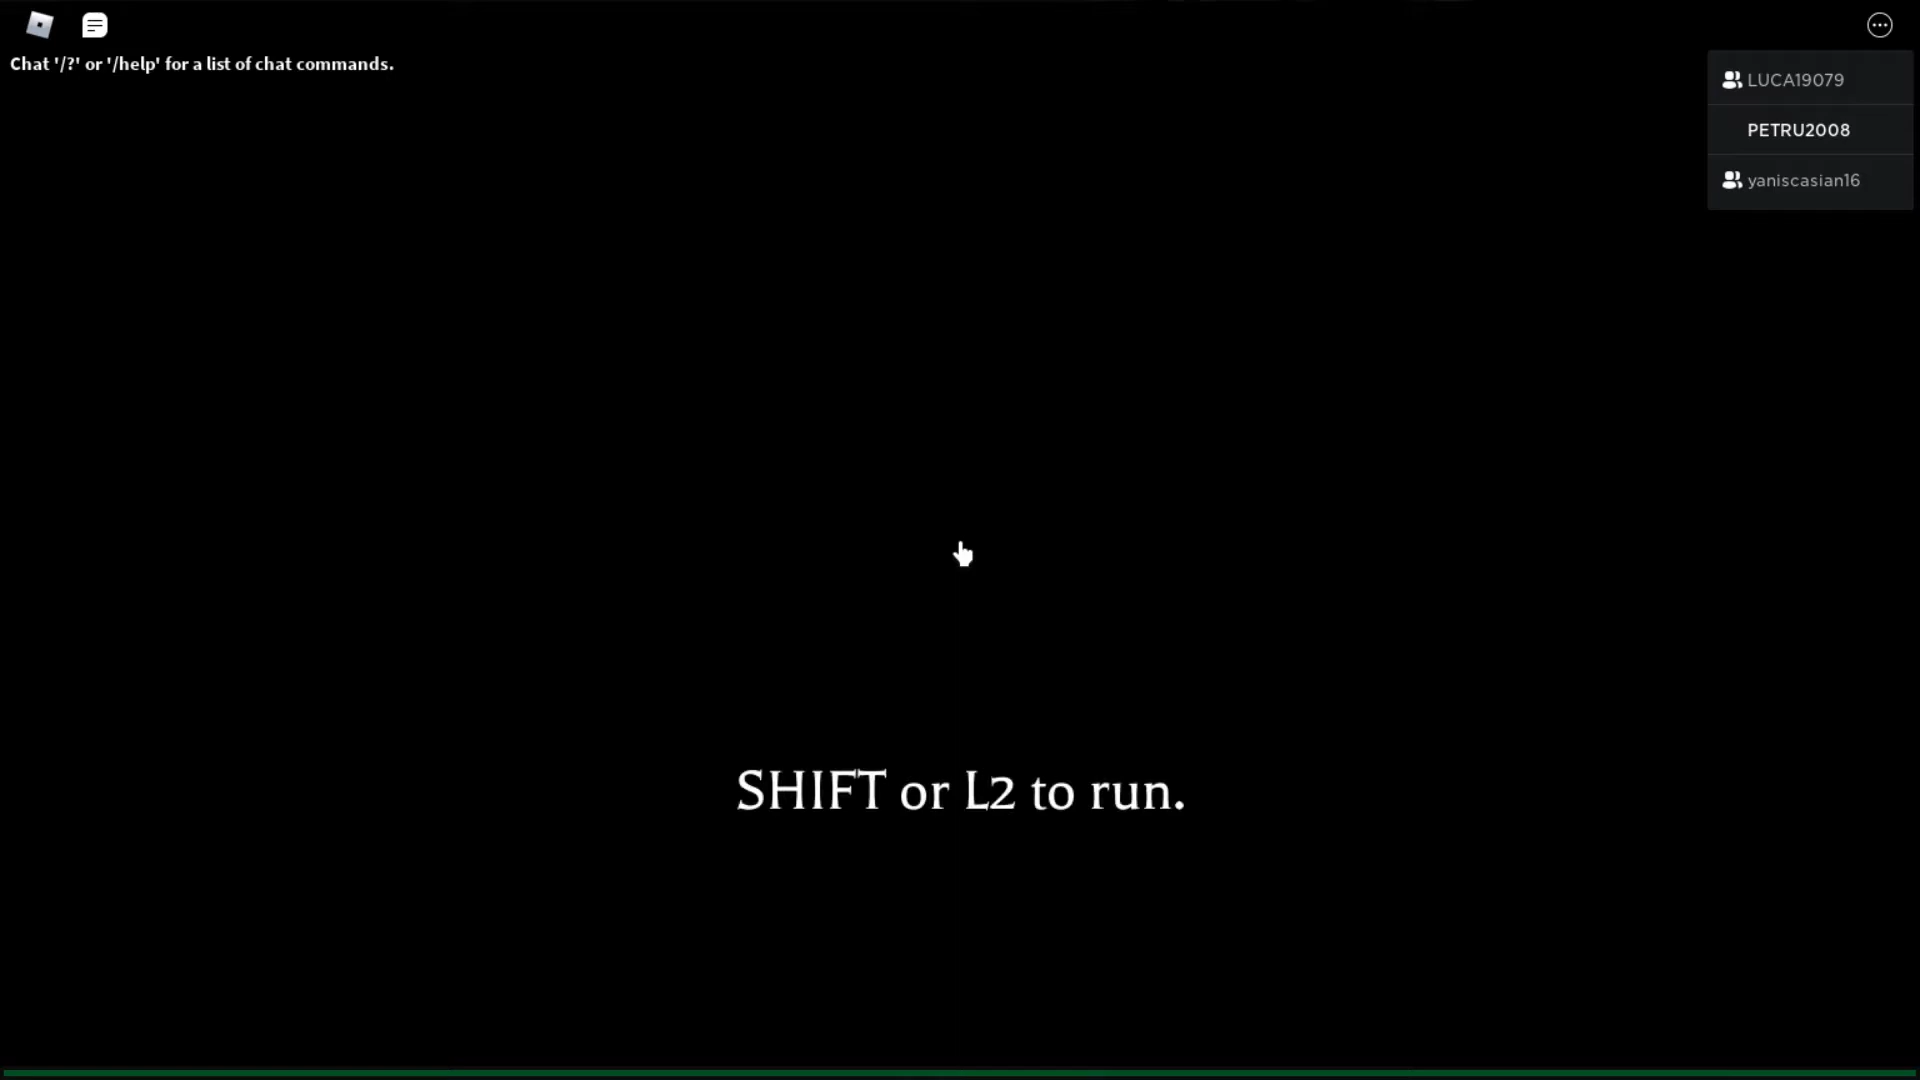 Chat '/?' or '/help' for a list of chat commands.
LUCA19079
PETRU2008
yaniscasian16
SHIFT or L2 to run.